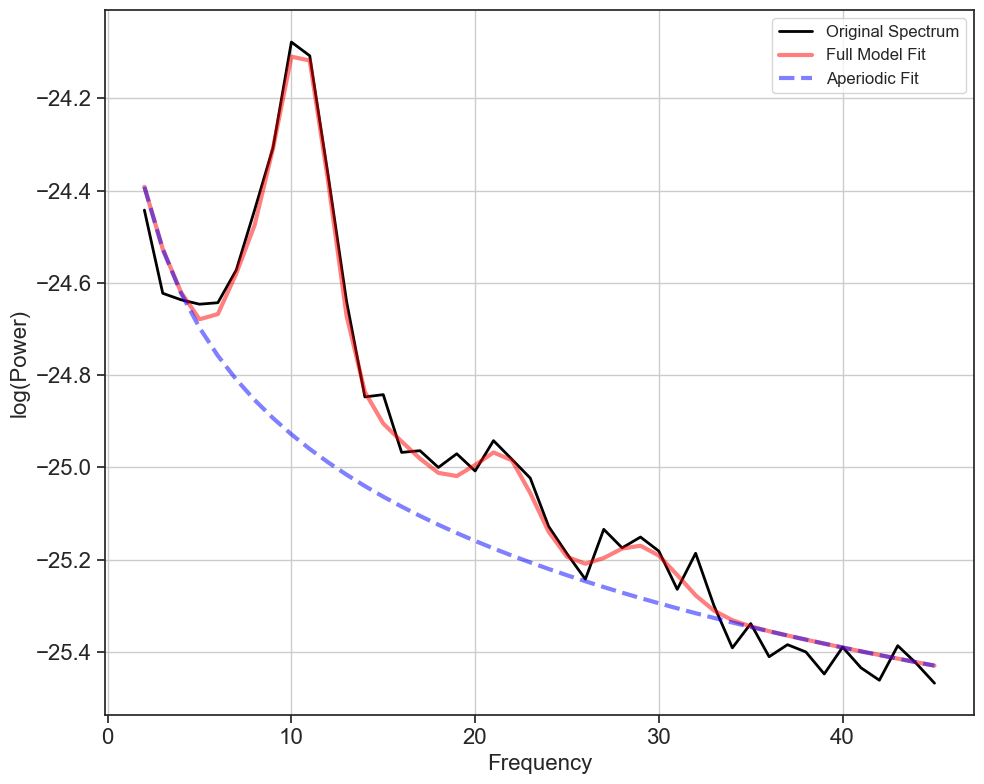 Original Spectrum
Full Model Fit
Aperiodic Fit
log(Power)
−24.2
−24.4
−24.6
−24.8
−25.0
−25.2
−25.4
0 10 20 30 40
Frequency